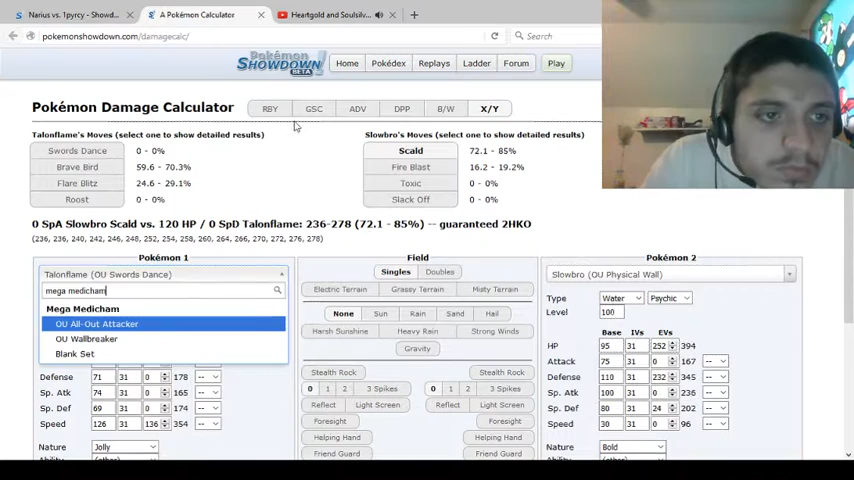 Narius vs. 1pyrcy - Showd...
A Pokémon Calculator
Heartgold and Soulsilv...
pokemonshowdown.com/damagecalc/
Search
Pokémon
SHOWDOWN
BETA
Home
Pokédex
Replays
Ladder
Forum
Play
Pokémon Damage Calculator
RBY
GSC
ADV
DPP
B/W
X/Y
Talonflame's Moves (select one to show detailed results)
Slowbro's Moves (select one to show detailed results)
Swords Dance 0 - 0%
Scald 72.1 - 85%
Brave Bird 59.6 - 70.3%
Fire Blast 16.2 - 19.2%
Flare Blitz 24.6 - 29.1%
Toxic 0 - 0%
Roost 0 - 0%
Slack Off 0 - 0%
0 SpA Slowbro Scald vs. 120 HP / 0 SpD Talonflame: 236-278 (72.1 - 85%) -- guaranteed 2HKO
(236, 236, 240, 242, 246, 248, 252, 254, 258, 260, 264, 266, 270, 272, 276, 278)
Pokémon 1
Talonflame (OU Swords Dance)
mega medicham
Mega Medicham
OU All-Out Attacker
OU Wallbreaker
Blank Set
Defense 71 31 0 178 --
Sp. Atk 74 31 0 165 --
Sp. Def 69 31 0 174 --
Speed 126 31 136 354 --
Nature Jolly
Ability (other)
Field
Singles
Doubles
Electric Terrain
Grassy Terrain
Misty Terrain
None
Sun
Rain
Sand
Hail
Harsh Sunshine
Heavy Rain
Strong Winds
Gravity
Stealth Rock
Stealth Rock
0 1 2 3 Spikes
0 1 2 3 Spikes
Reflect
Light Screen
Reflect
Light Screen
Foresight
Foresight
Helping Hand
Helping Hand
Friend Guard
Friend Guard
Pokémon 2
Slowbro (OU Physical Wall)
Type Water Psychic
Level 100
Base IVs EVs
HP 95 31 252 394
Attack 75 31 0 167 --
Defense 110 31 232 345 --
Sp. Atk 100 31 0 236 --
Sp. Def 80 31 24 202 --
Speed 30 31 0 96 --
Nature Bold